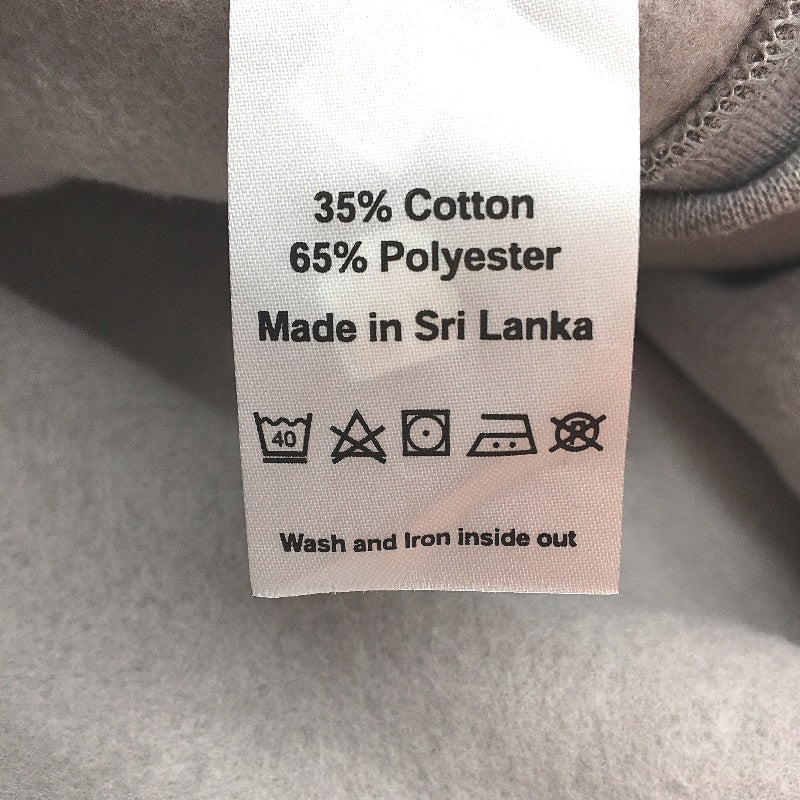 35% Cotton
65% Polyester
Made in Sri Lanka
40
Wash and Iron inside out